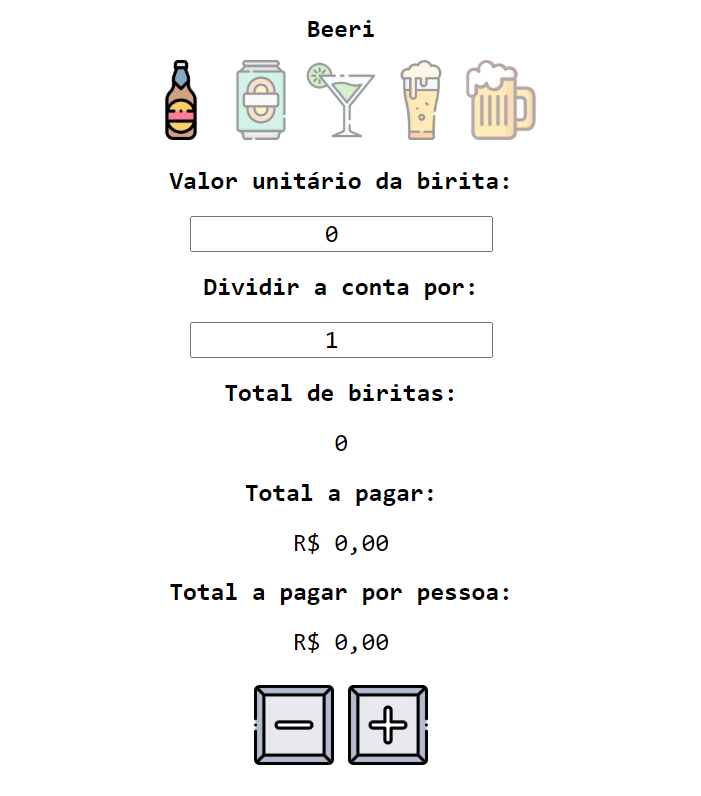 Beeri
Valor unitário da birita:
0
Dividir a conta por:
1
Total de biritas:
0
Total a pagar:
R$ 0,00
Total a pagar por pessoa:
R$ 0,00